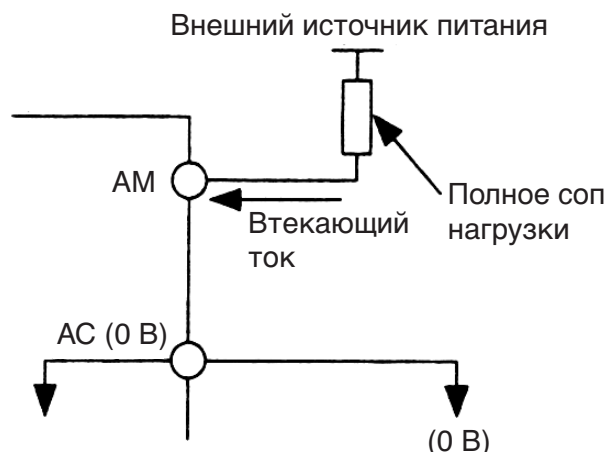 Внешний источник питания
AM
Втекающий
ток
Полное соп
нагрузки
AC (0 В)
(0 В)